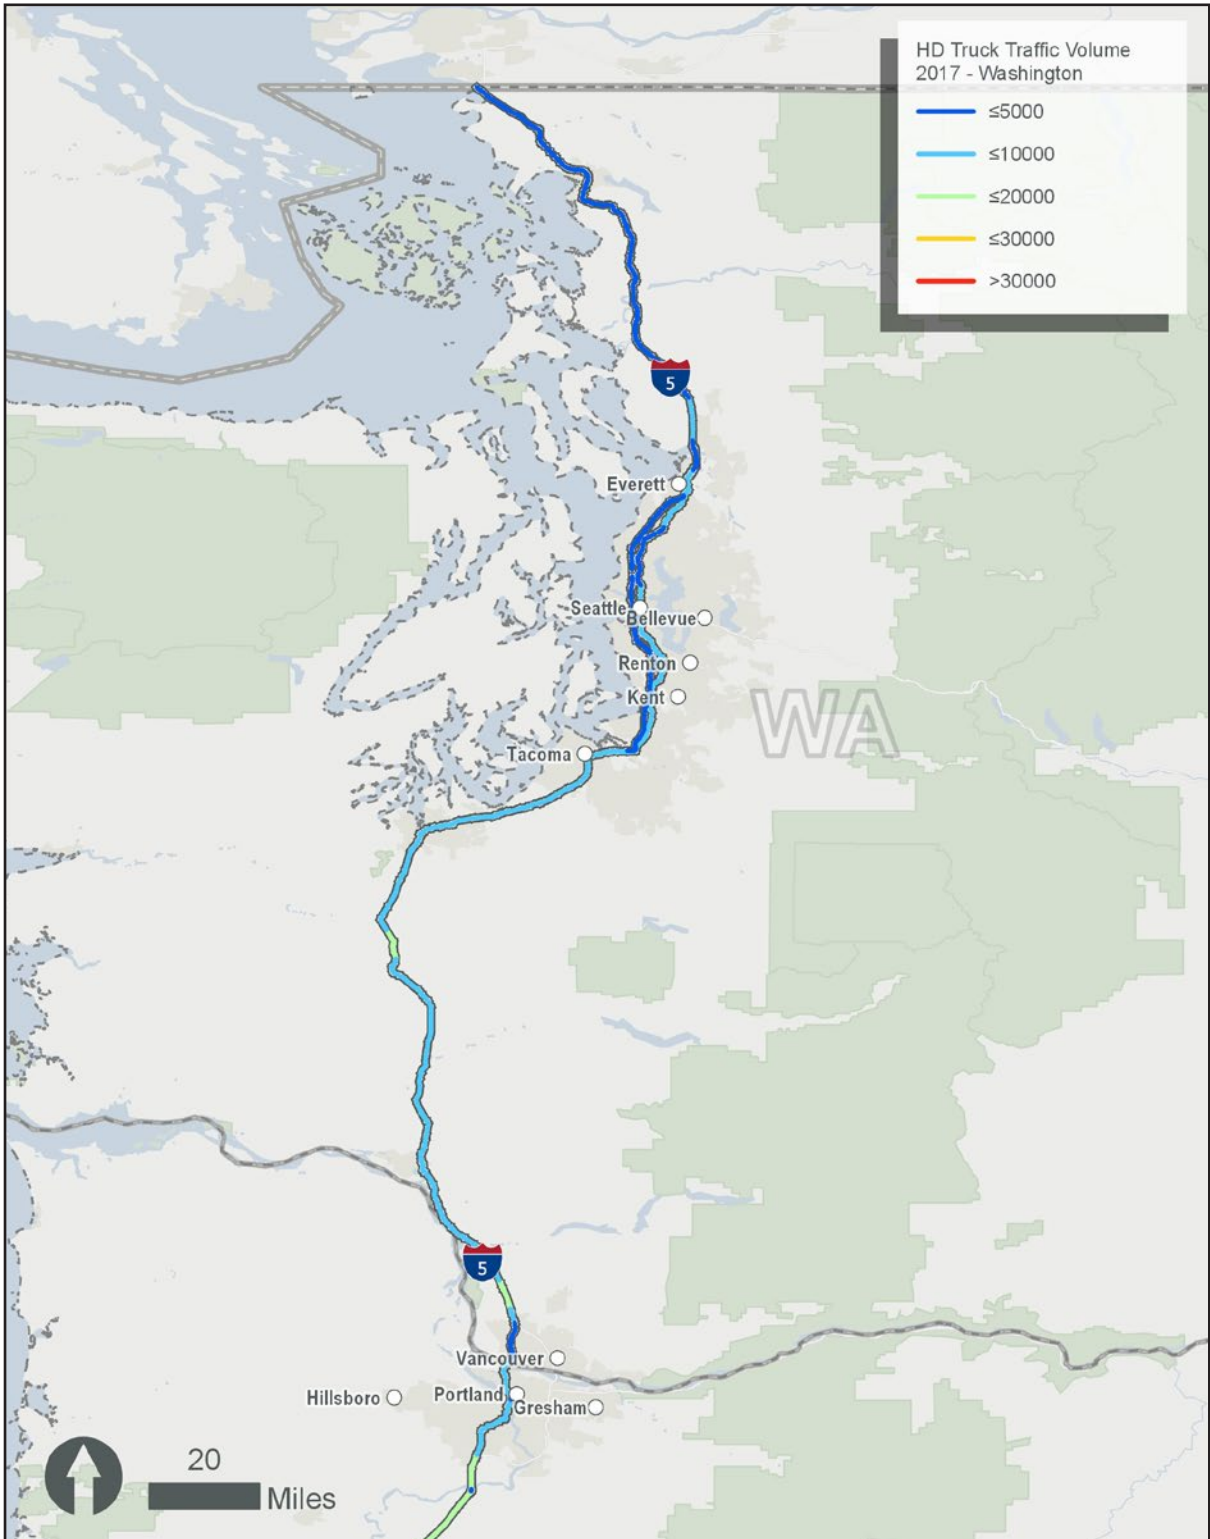 HD Truck Traffic Volume
2017 - Washington
≤5000
≤10000
≤20000
≤30000
>30000
5
Everett
Seattle
Bellevue
Renton
Kent
WA
Tacoma
5
Vancouver
Hillsboro
Portland
Gresham
20
Miles